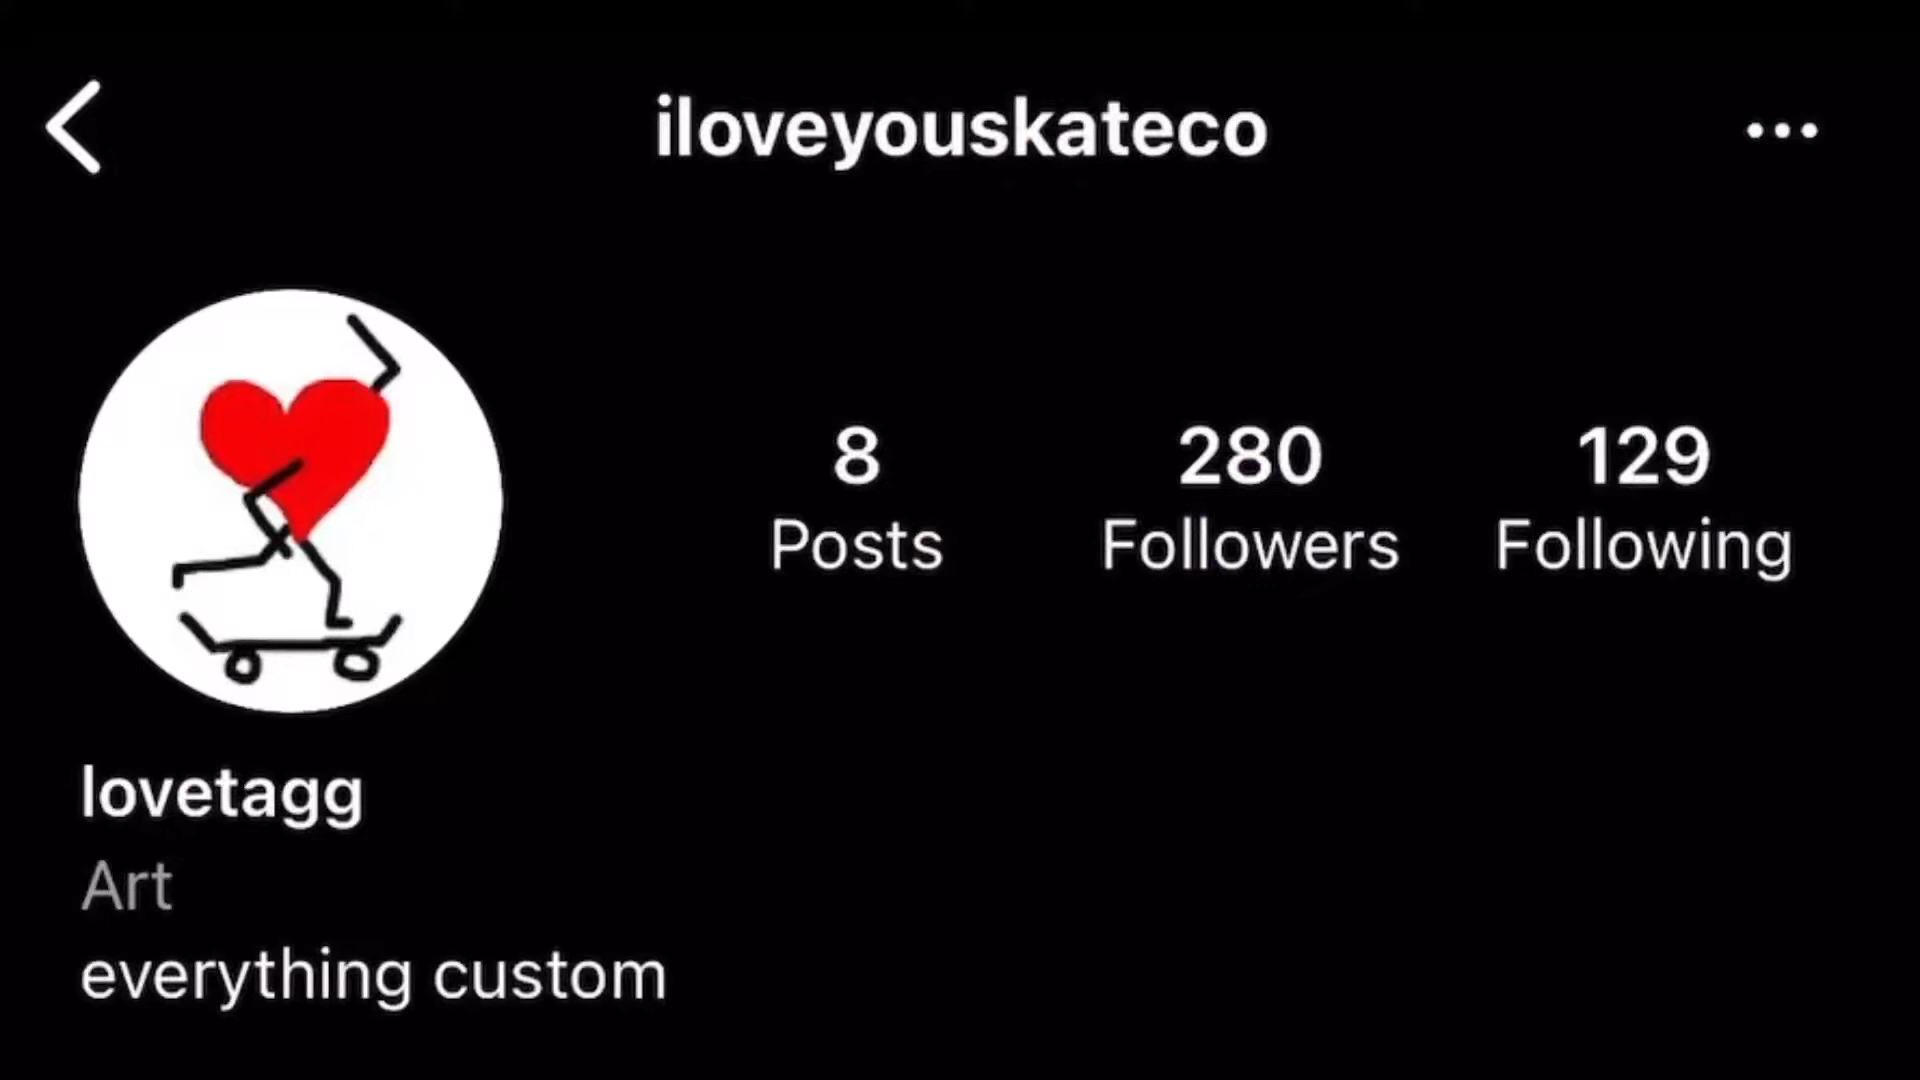 iloveyouskateco
8 280 129
Posts Followers Following
lovetagg
Art
everything custom